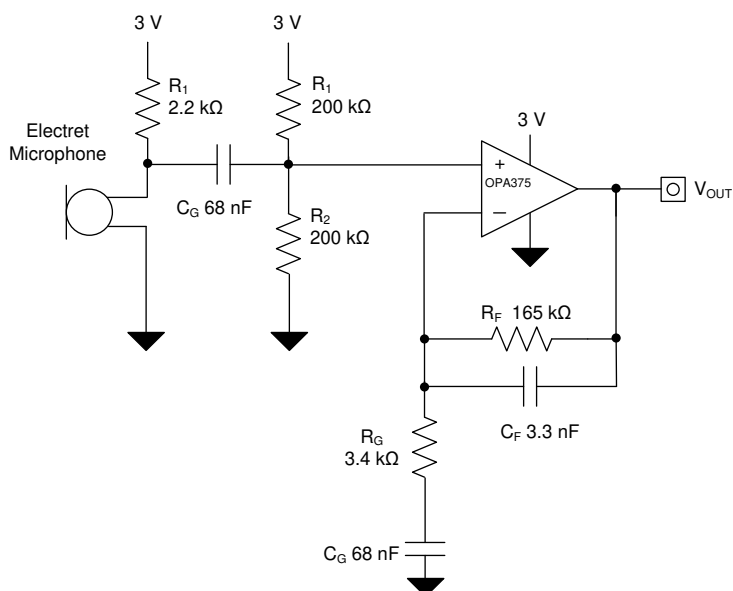 3 V
3 V
R1
2.2 kΩ
R1
200 kΩ
Electret
Microphone
3 V
+
OPA375
−
VOUT
CG 68 nF
R2
200 kΩ
RF 165 kΩ
CF 3.3 nF
RG
3.4 kΩ
CG 68 nF